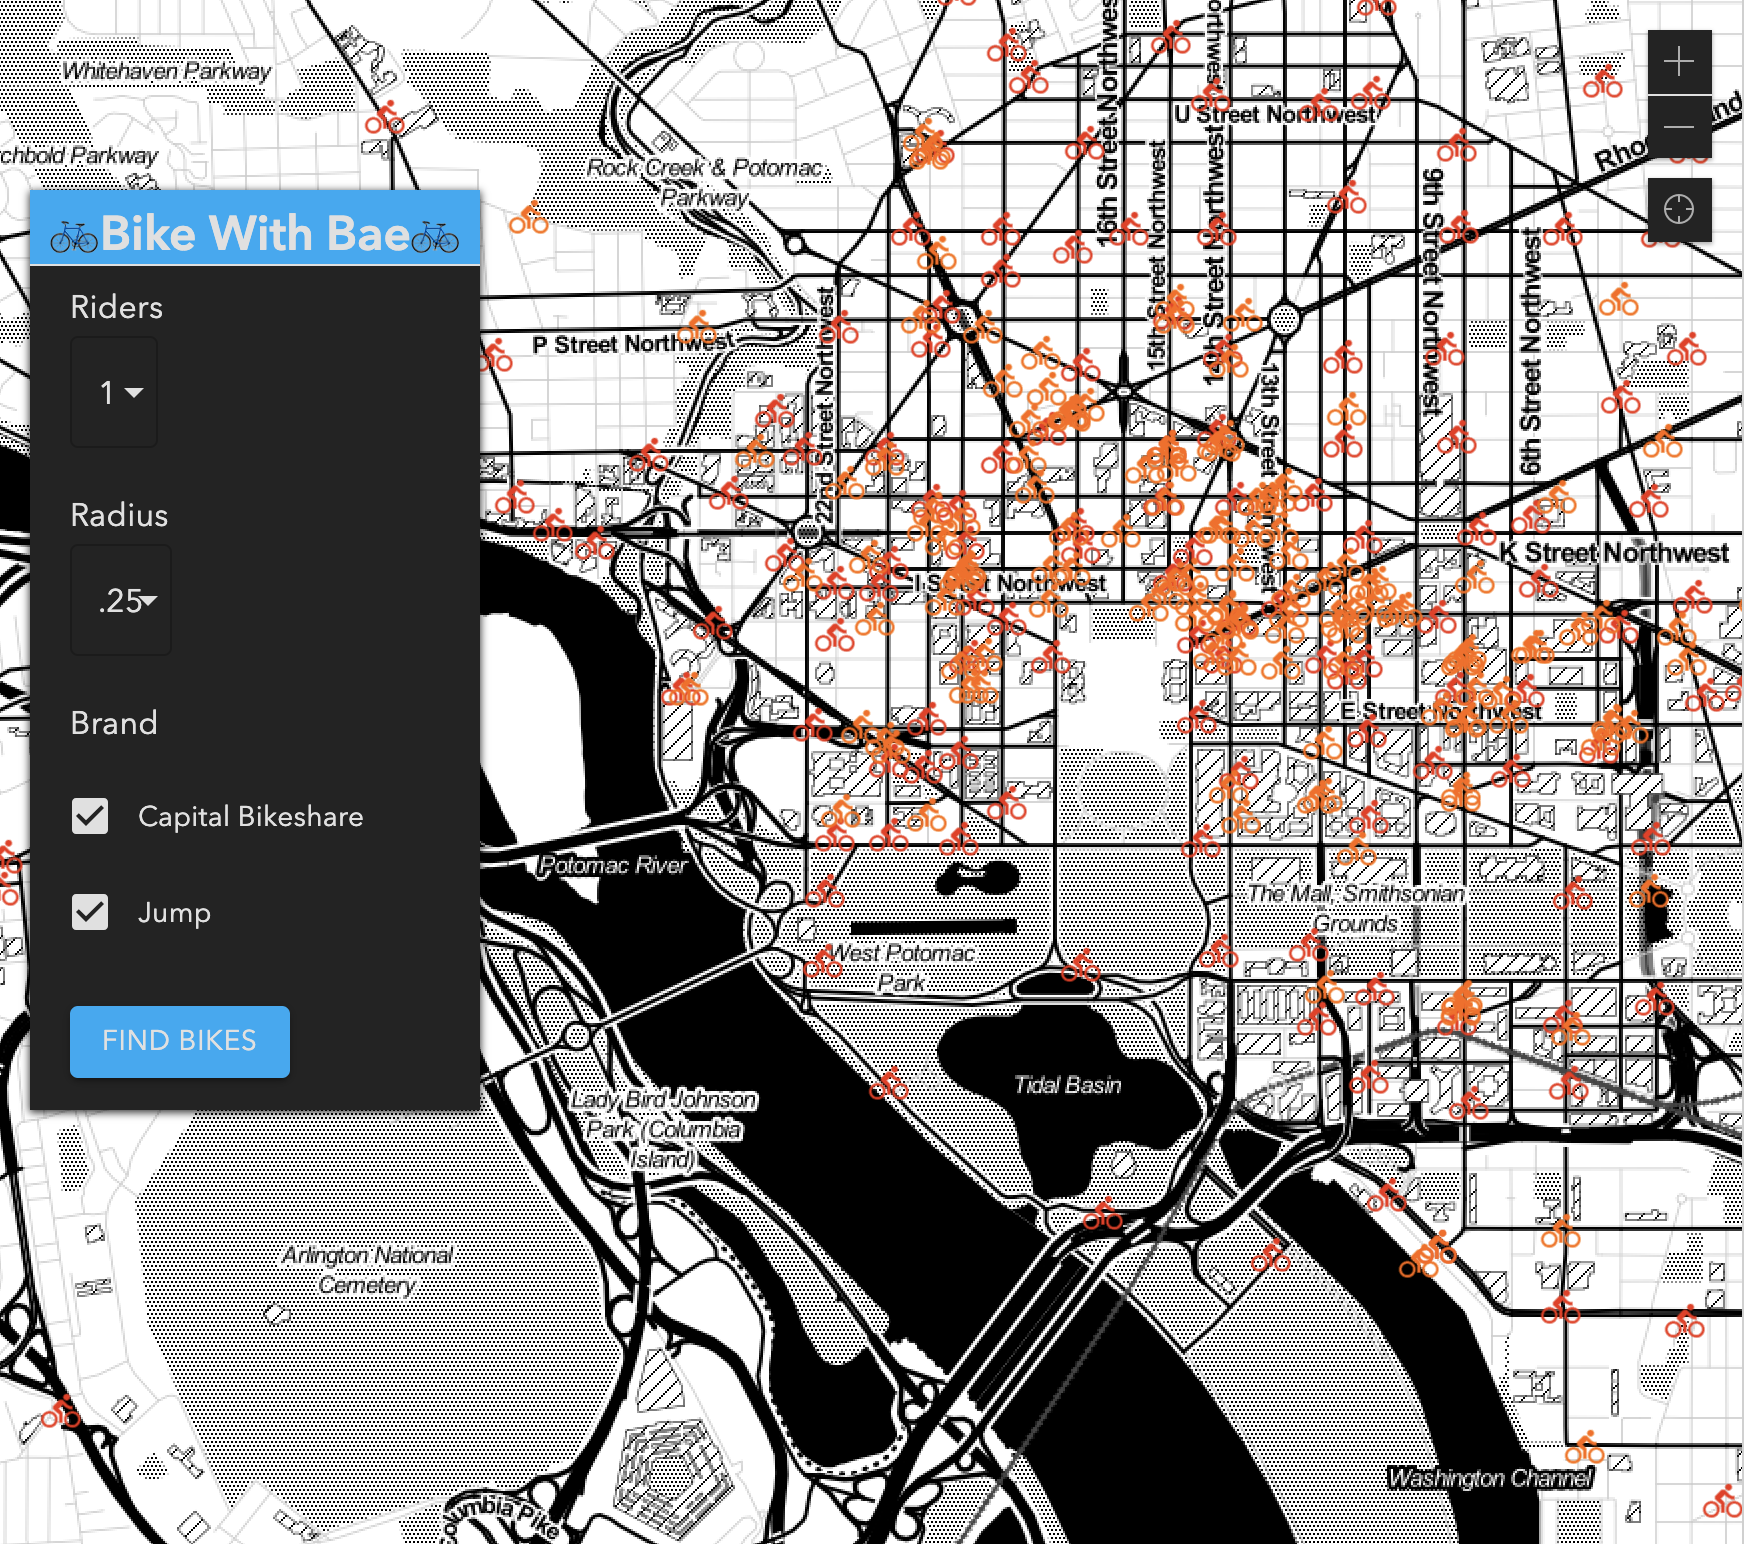 Whitehaven Parkway
chbold Parkway
Rock Creek & Potomac
Parkway
U Street Northwest
16th Street Northwest
15th Street Northwest
14th Street Northwest
13th Street Northwest
9th Street Northwest
6th Street Northwest
22nd Street Northwest
P Street Northwest
K Street Northwest
I Street Northwest
E Street Northwest
Bike With Bae
Riders
1
Radius
.25
Brand
Capital Bikeshare
Jump
FIND BIKES
Potomac River
The Mall, Smithsonian
Grounds
West Potomac
Park
Tidal Basin
Lady Bird Johnson
Park (Columbia
Island)
Arlington National
Cemetery
Washington Channel
olumbia Pike